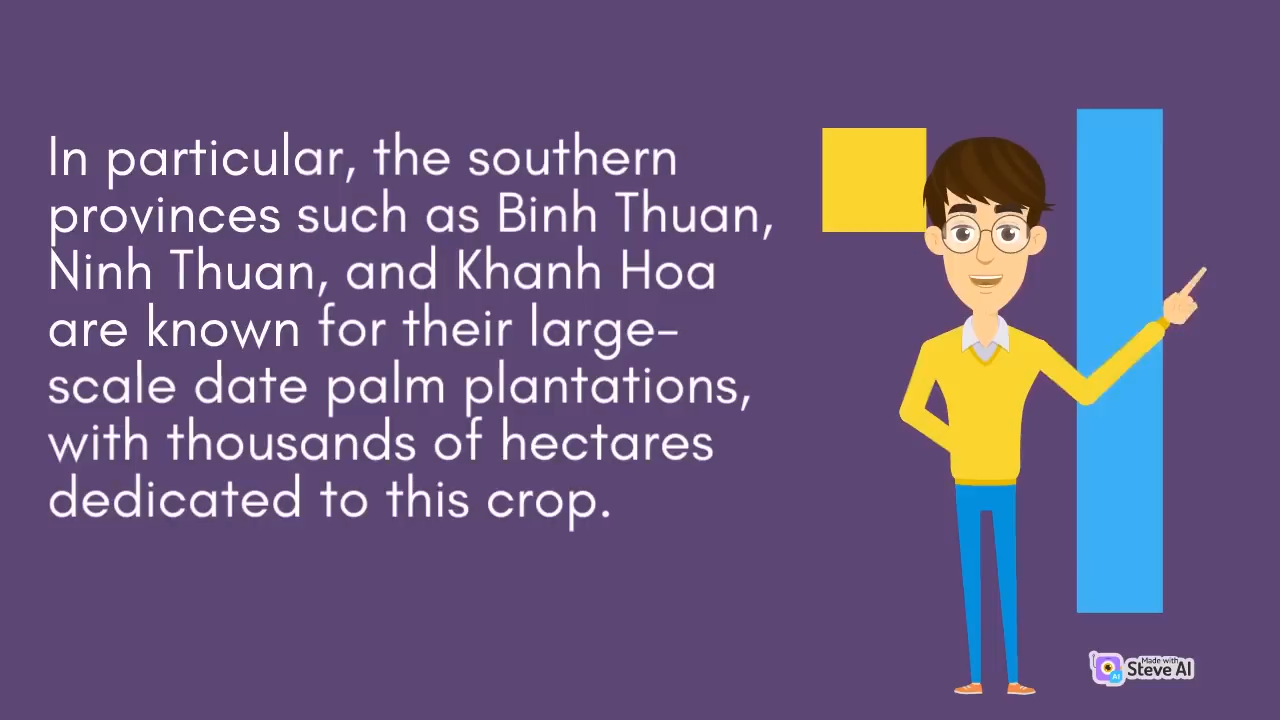 In particular, the southern
provinces such as Binh Thuan,
Ninh Thuan, and Khanh Hoa
are known for their large-
scale date palm plantations,
with thousands of hectares
dedicated to this crop.
Made with
Steve AI
AI